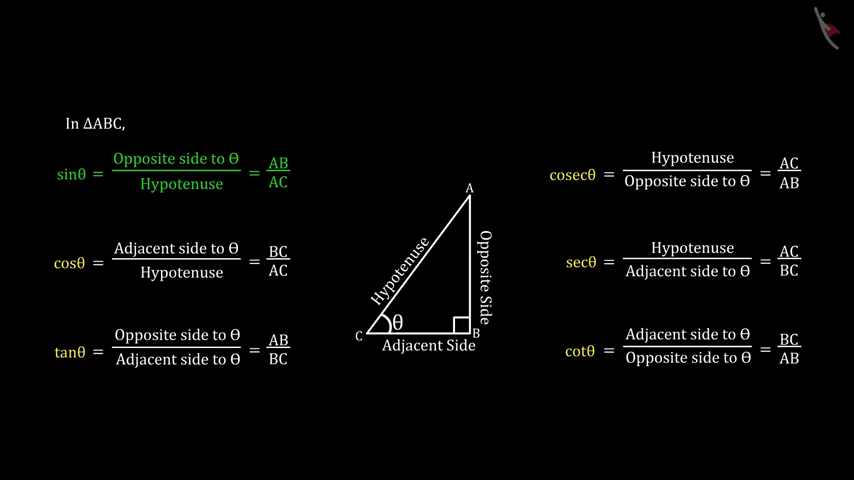 In ΔABC,
sinθ = Opposite side to θ / Hypotenuse = AB / AC
cosθ = Adjacent side to θ / Hypotenuse = BC / AC
tanθ = Opposite side to θ / Adjacent side to θ = AB / BC
A
Hypotenuse
Opposite Side
θ
C
B
Adjacent Side
cosecθ = Hypotenuse / Opposite side to θ = AC / AB
secθ = Hypotenuse / Adjacent side to θ = AC / BC
cotθ = Adjacent side to θ / Opposite side to θ = BC / AB